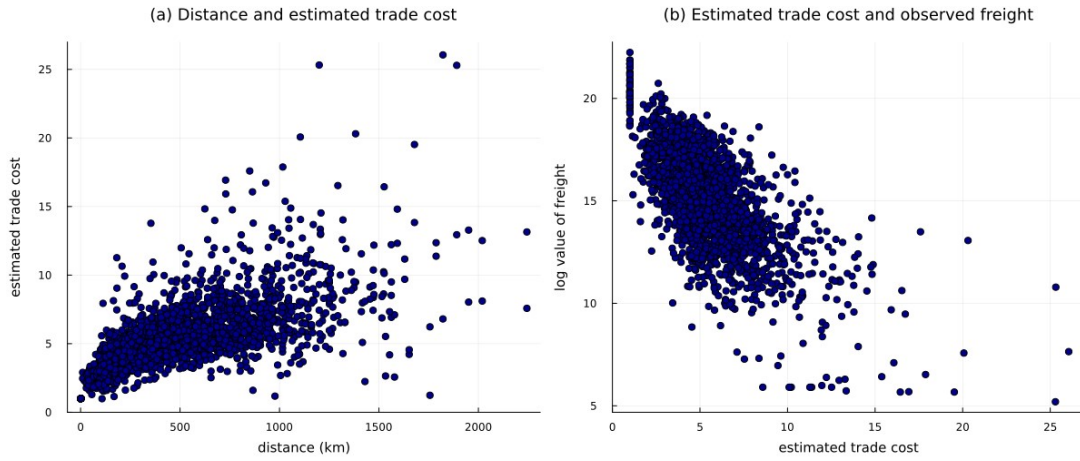 (a) Distance and estimated trade cost
25
20
15
10
5
0
estimated trade cost
0 500 1000 1500 2000
distance (km)
(b) Estimated trade cost and observed freight
20
15
10
5
log value of freight
0 5 10 15 20 25
estimated trade cost